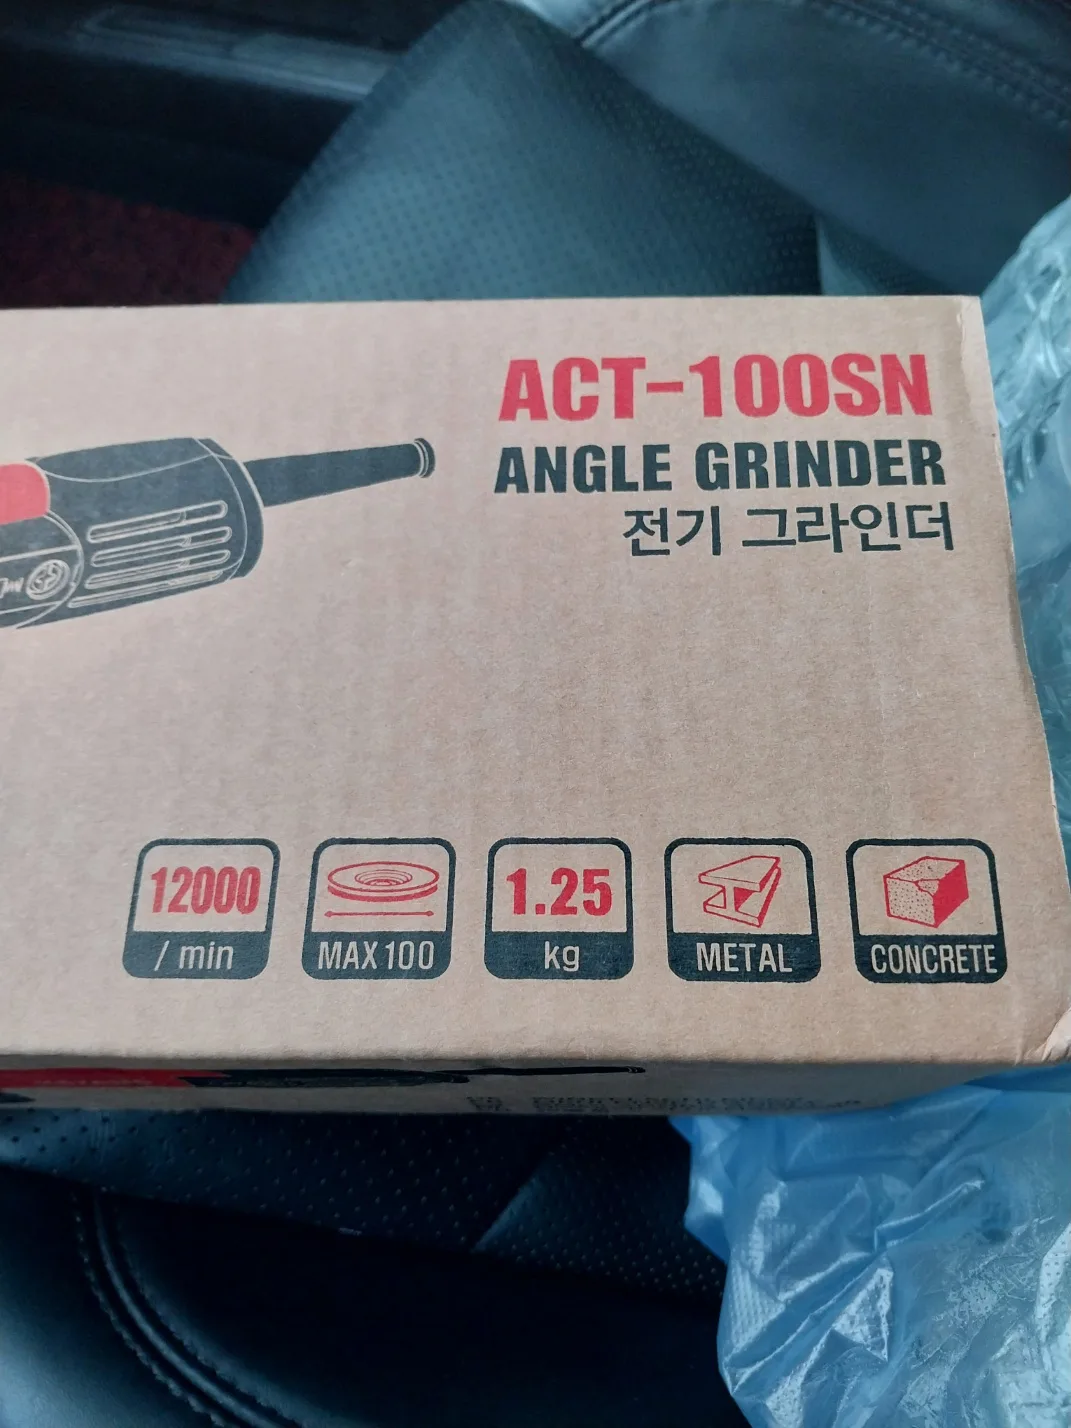 ACT-100SN
ANGLE GRINDER
전기 그라인더
12000
/ min
MAX 100
1.25
kg
METAL
CONCRETE